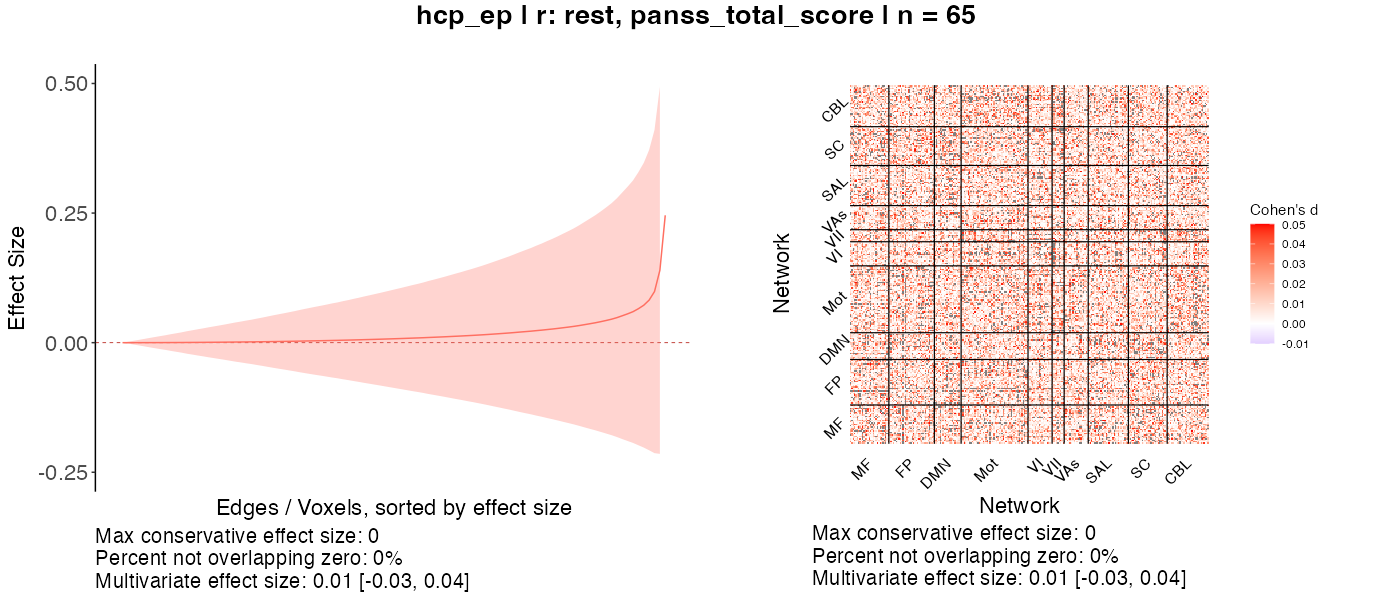 hcp_ep | r: rest, panss_total_score | n = 65
0.50
0.25
0.00
-0.25
Effect Size
Edges / Voxels, sorted by effect size
Max conservative effect size: 0
Percent not overlapping zero: 0%
Multivariate effect size: 0.01 [-0.03, 0.04]
Network
CBL
SC
SAL
VAs
VII
VI
Mot
DMN
FP
MF
MF
FP
DMN
Mot
VI
VII
VAs
SAL
SC
CBL
Network
Max conservative effect size: 0
Percent not overlapping zero: 0%
Multivariate effect size: 0.01 [-0.03, 0.04]
Cohen's d
0.05
0.04
0.03
0.02
0.01
0.00
-0.01